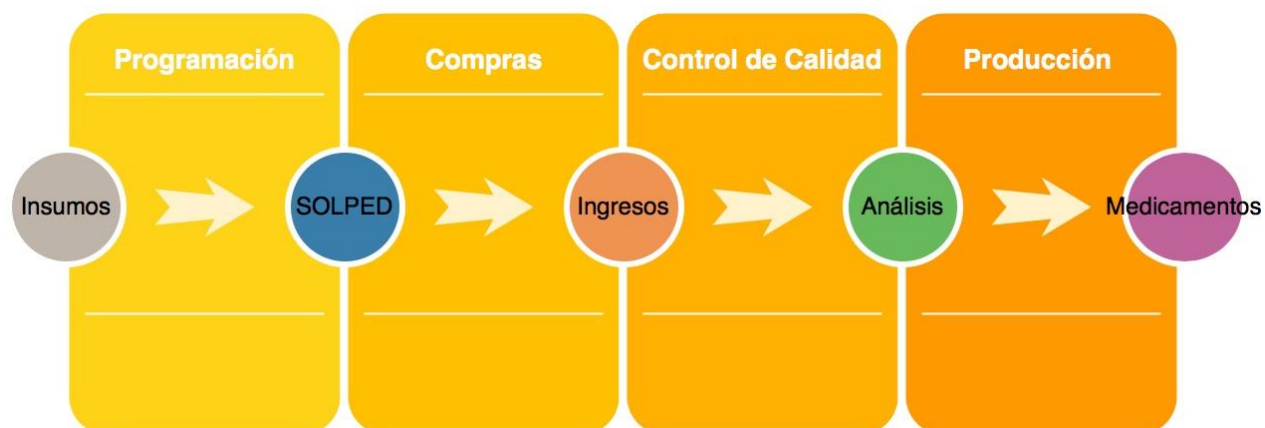 Programación
Compras
Control de Calidad
Producción
Insumos
SOLPED
Ingresos
Análisis
Medicamentos